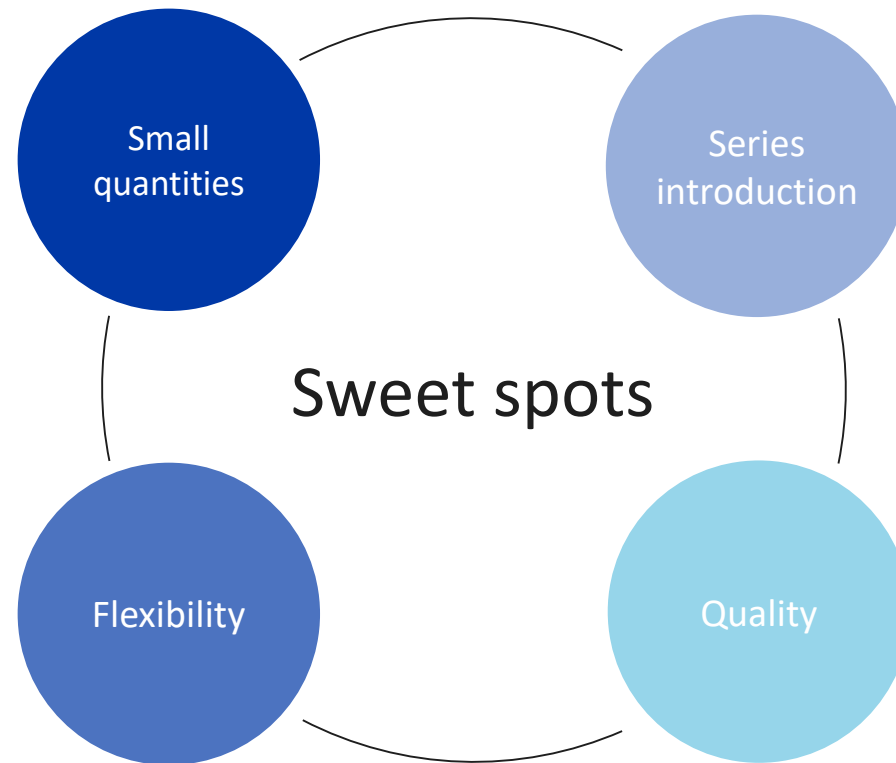 Small
quantities
Series
introduction
Sweet spots
Flexibility
Quality